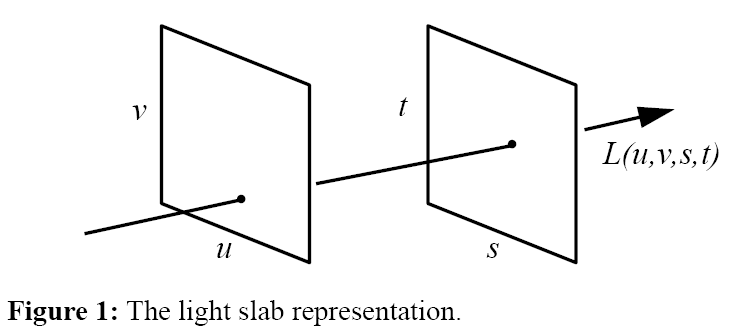 v
t
L(u,v,s,t)
u
s
Figure 1: The light slab representation.